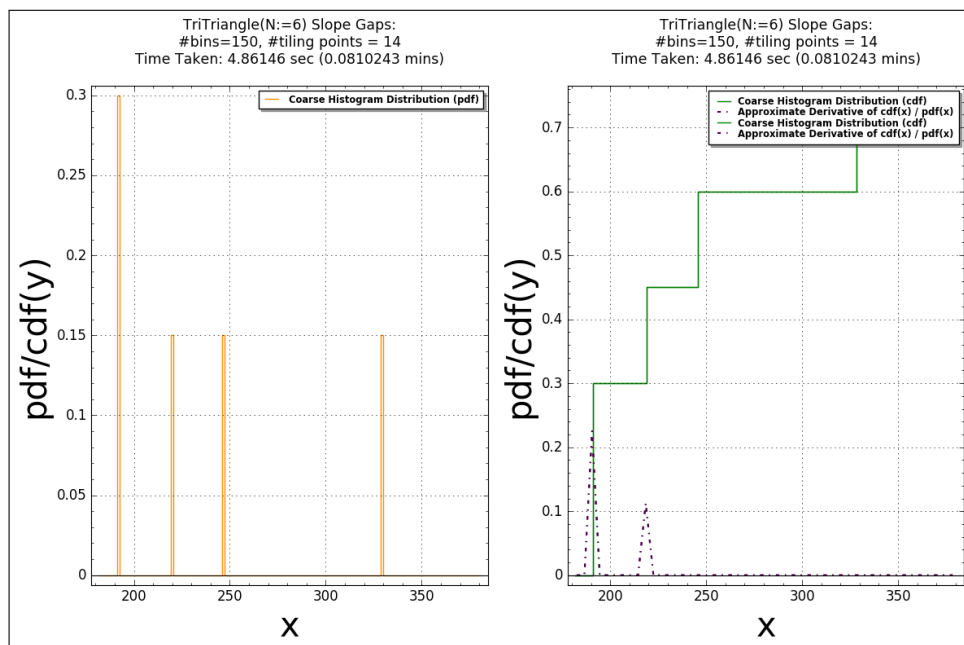 TriTriangle(N:=6) Slope Gaps:
#bins=150, #tiling points = 14
Time Taken: 4.86146 sec (0.0810243 mins)
Coarse Histogram Distribution (pdf)
0.3
0.25
0.2
0.15
0.1
0.05
0
pdf/cdf(y)
200
250
300
350
x
TriTriangle(N:=6) Slope Gaps:
#bins=150, #tiling points = 14
Time Taken: 4.86146 sec (0.0810243 mins)
Coarse Histogram Distribution (cdf)
Approximate Derivative of cdf(x) / pdf(x)
Coarse Histogram Distribution (cdf)
Approximate Derivative of cdf(x) / pdf(x)
0.7
0.6
0.5
0.4
0.3
0.2
0.1
0
pdf/cdf(y)
200
250
300
350
x